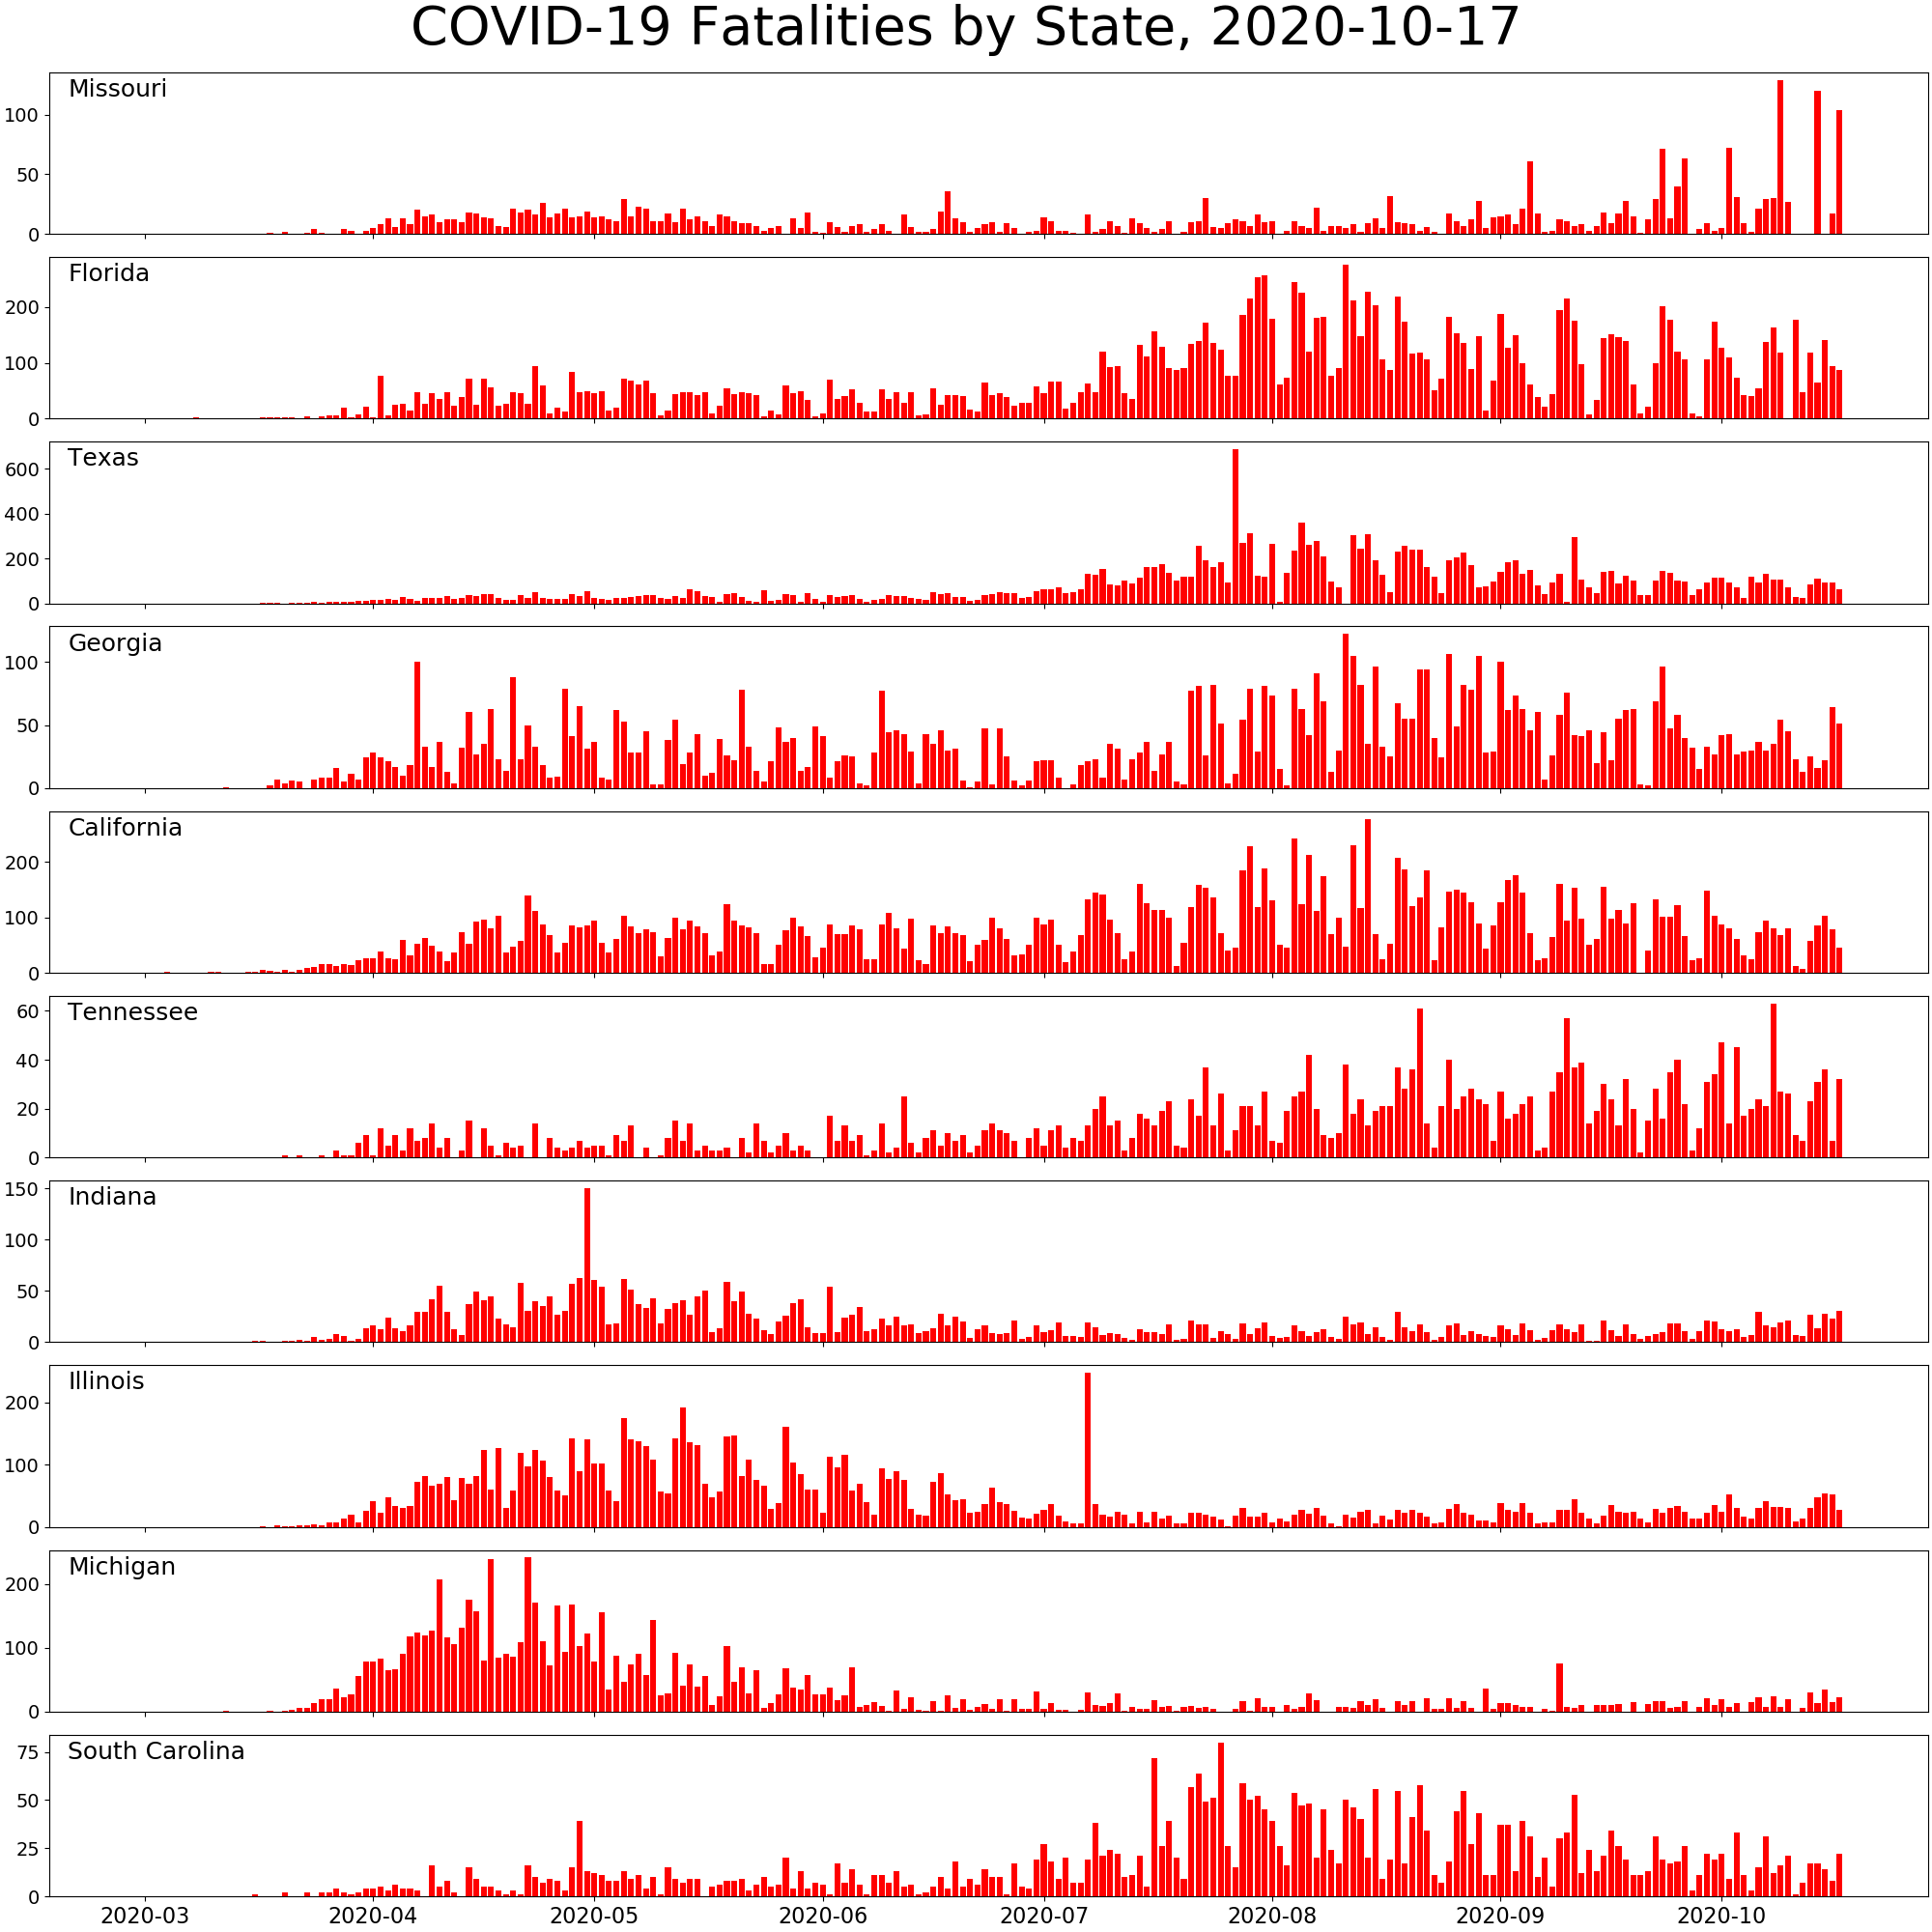 COVID-19 Fatalities by State, 2020-10-17
Missouri
100
50
0
Florida
200
100
0
Texas
600
400
200
0
Georgia
100
50
0
California
200
100
0
Tennessee
60
40
20
0
Indiana
150
100
50
0
Illinois
200
100
0
Michigan
200
100
0
South Carolina
75
50
25
0
2020-03 2020-04 2020-05 2020-06 2020-07 2020-08 2020-09 2020-10